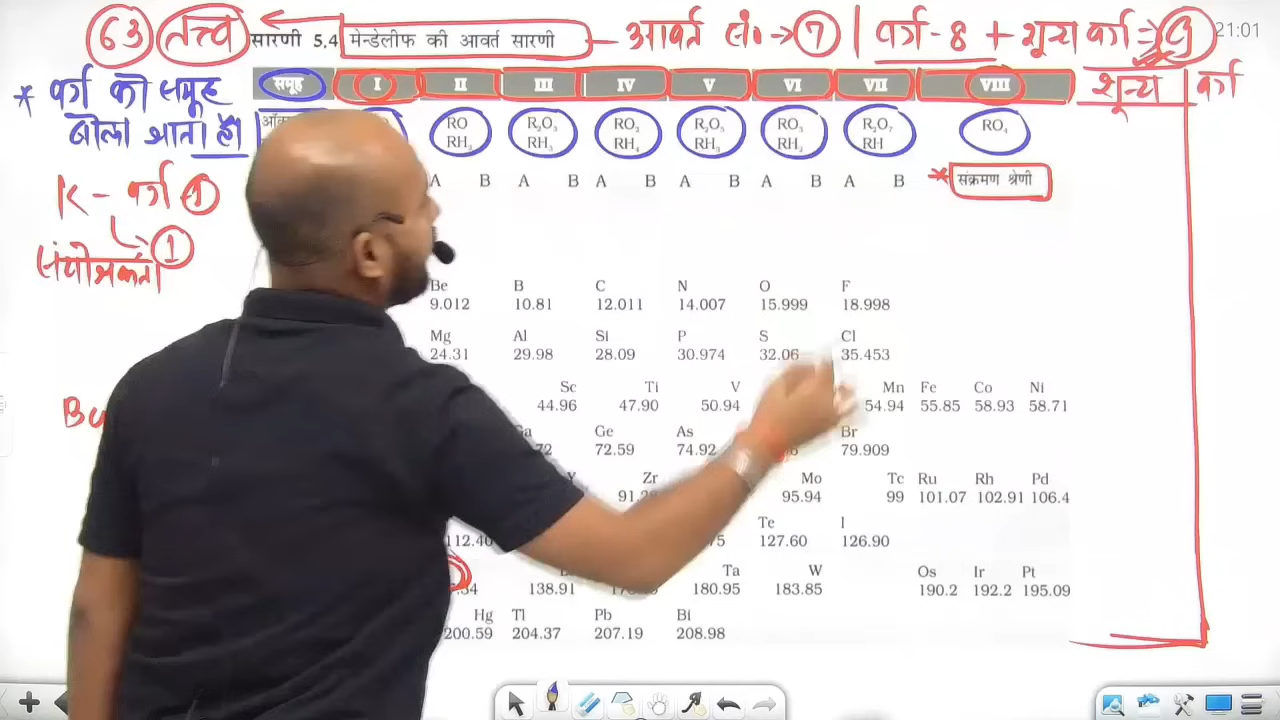 63 तत्त्व सारणी 5.4 मेन्डेलीफ की आवर्त सारणी - आवर्त सं० → 7 | वर्ग - 8 + शून्य वर्ग ⇒ 9 21:01
* वर्ग को समूह बोला जाता है।
समूह I II III IV V VI VII VIII शून्य वर्ग
RO R₂O₃ RO₂ R₂O₅ RO₃ R₂O₇ RO₄
RH₂ RH₃ RH₄ RH₃ RH₂ RH
A B A B A B A B A B A B * संक्रमण श्रेणी
K - वर्ग 1
संयोजकता 1
Be B C N O F
9.012 10.81 12.011 14.007 15.999 18.998
Mg Al Si P S Cl
24.31 29.98 28.09 30.974 32.06 35.453
Sc Ti V Mn Fe Co Ni
44.96 47.90 50.94 54.94 55.85 58.93 58.71
Ge As Br
72.59 74.92 79.909
Zr Mo Tc Ru Rh Pd
95.94 99 101.07 102.91 106.4
Te I
112.40 127.60 126.90
Ta W Os Ir Pt
138.91 180.95 183.85 190.2 192.2 195.09
Hg Tl Pb Bi
200.59 204.37 207.19 208.98